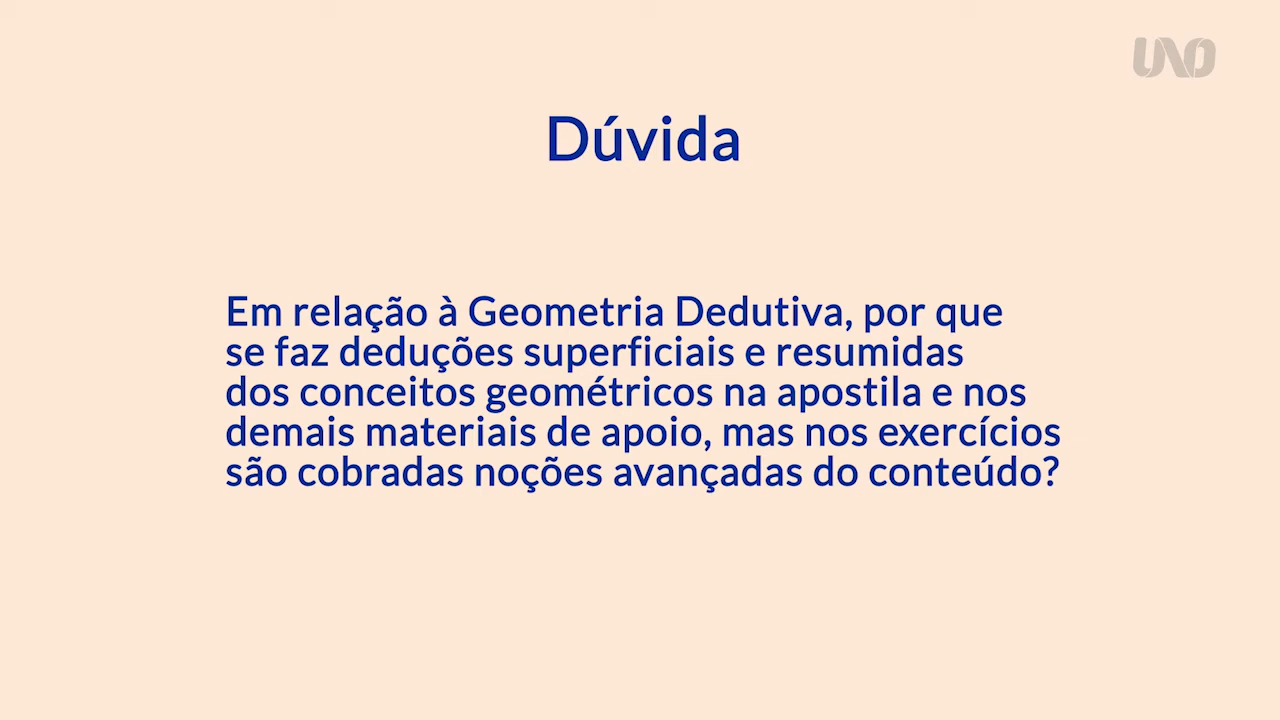 UNO
Dúvida
Em relação à Geometria Dedutiva, por que
se faz deduções superficiais e resumidas
dos conceitos geométricos na apostila e nos
demais materiais de apoio, mas nos exercícios
são cobradas noções avançadas do conteúdo?